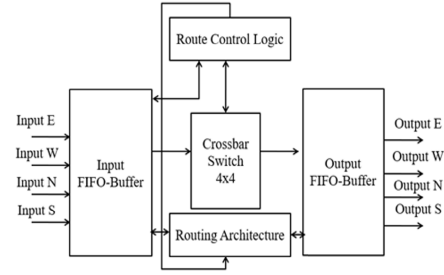 Route Control Logic
Input E
Input W
Input N
Input S
Input
FIFO-Buffer
Crossbar
Switch
4x4
Output
FIFO-Buffer
Output E
Output W
Output N
Output S
Routing Architecture